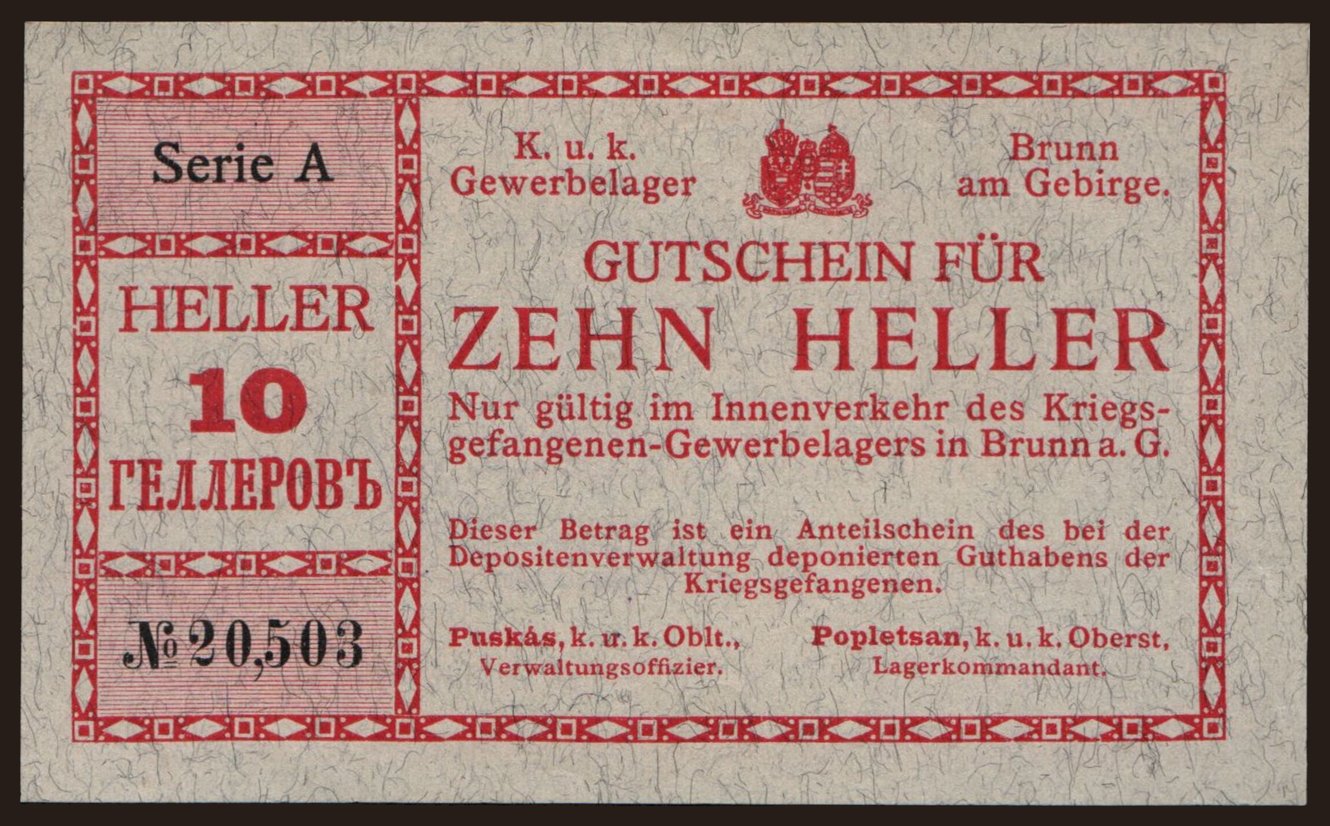 Serie A
HELLER
10
ГЕЛЛЕРОВЪ
№ 20,503
K. u. k.
Gewerbelager
Brunn
am Gebirge.
GUTSCHEIN FÜR
ZEHN HELLER
Nur gültig im Innenverkehr des Kriegs-
gefangenen-Gewerbelagers in Brunn a. G.
Dieser Betrag ist ein Anteilschein des bei der
Depositenverwaltung deponierten Guthabens der
Kriegsgefangenen.
Puskás, k. u. k. Oblt.,
Verwaltungsoffizier.
Popletsan, k. u. k. Oberst,
Lagerkommandant.